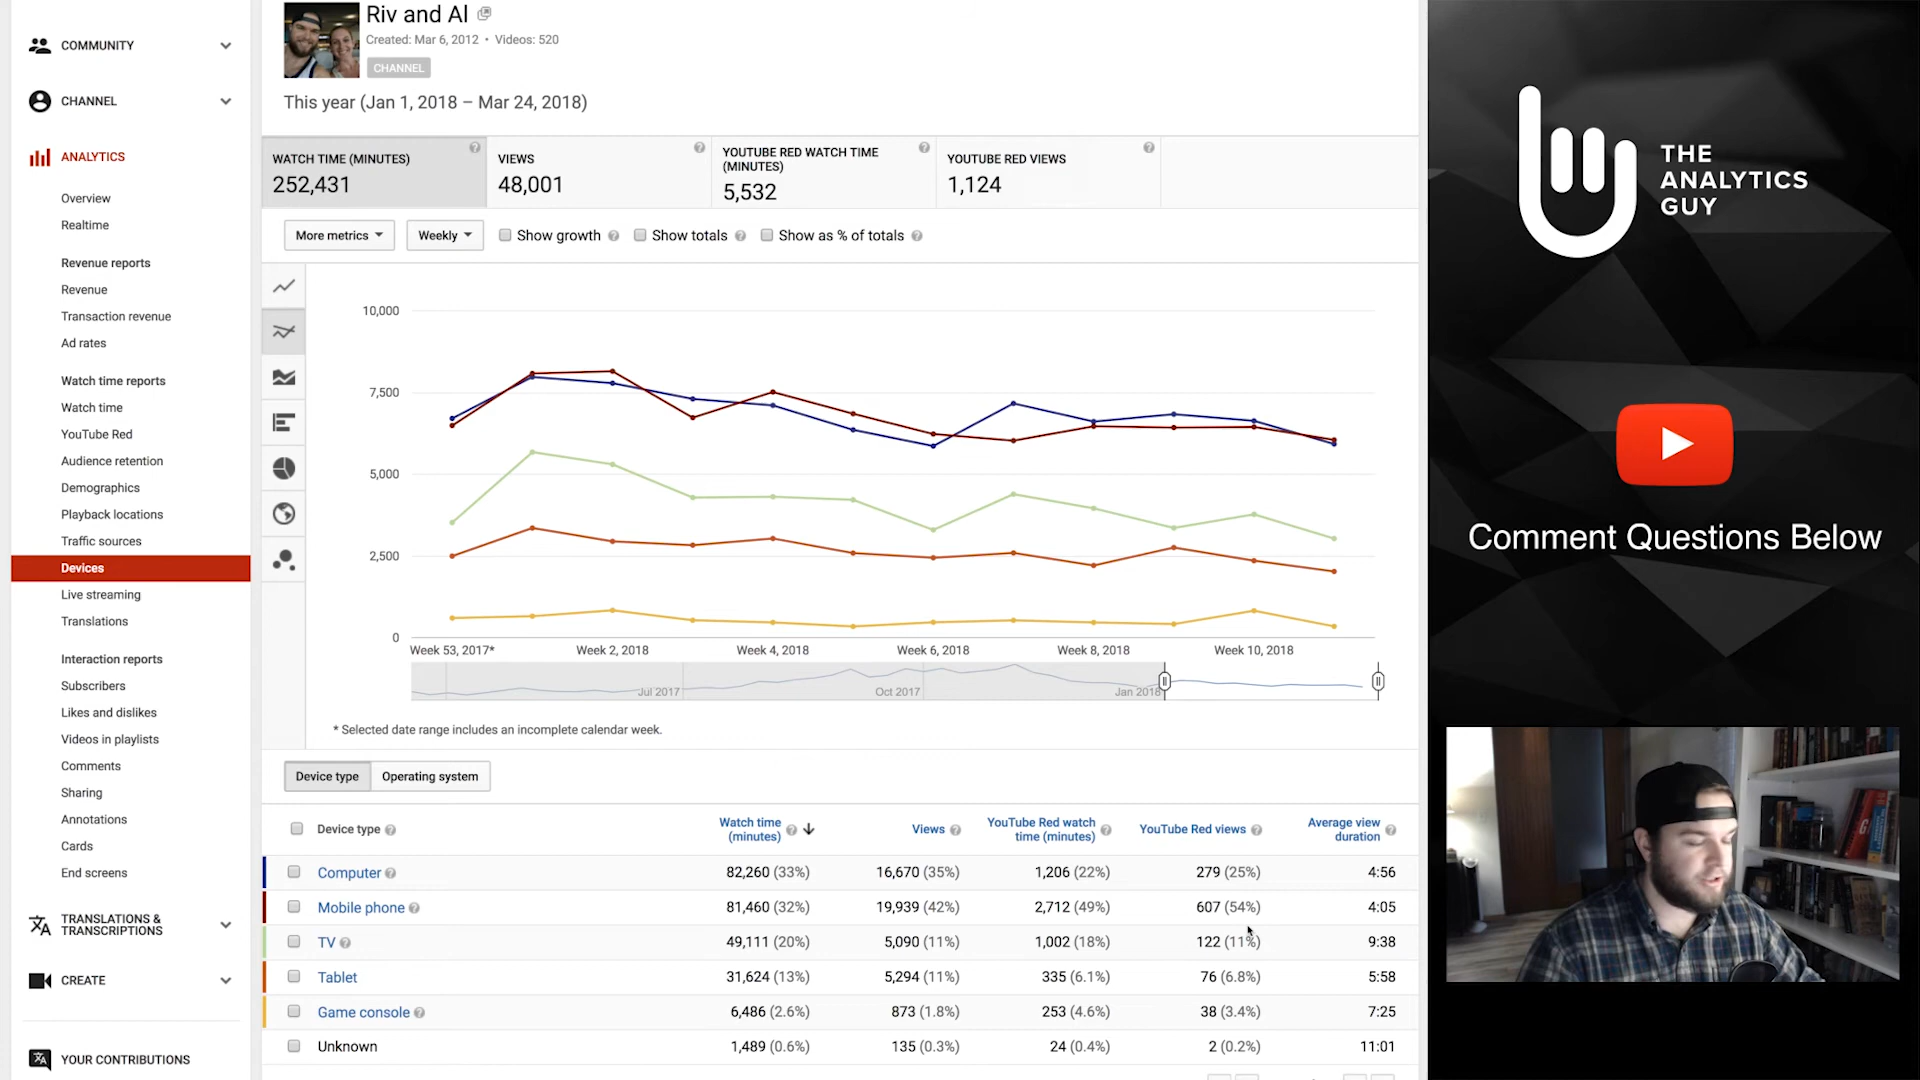 COMMUNITY
CHANNEL
ANALYTICS
Overview
Realtime
Revenue reports
Revenue
Transaction revenue
Ad rates
Watch time reports
Watch time
YouTube Red
Audience retention
Demographics
Playback locations
Traffic sources
Devices
Live streaming
Translations
Interaction reports
Subscribers
Likes and dislikes
Videos in playlists
Comments
Sharing
Annotations
Cards
End screens
TRANSLATIONS &
TRANSCRIPTIONS
CREATE
YOUR CONTRIBUTIONS
Riv and Al
Created: Mar 6, 2012 • Videos: 520
CHANNEL
This year (Jan 1, 2018 – Mar 24, 2018)
WATCH TIME (MINUTES)
252,431
VIEWS
48,001
YOUTUBE RED WATCH TIME
(MINUTES)
5,532
YOUTUBE RED VIEWS
1,124
More metrics Weekly Show growth Show totals Show as % of totals
10,000
7,500
5,000
2,500
0
Week 53, 2017* Week 2, 2018 Week 4, 2018 Week 6, 2018 Week 8, 2018 Week 10, 2018
Jul 2017 Oct 2017 Jan 2018
* Selected date range includes an incomplete calendar week.
Device type Operating system
Device type Watch time (minutes) Views YouTube Red watch time (minutes) YouTube Red views Average view duration
Computer 82,260 (33%) 16,670 (35%) 1,206 (22%) 279 (25%) 4:56
Mobile phone 81,460 (32%) 19,939 (42%) 2,712 (49%) 607 (54%) 4:05
TV 49,111 (20%) 5,090 (11%) 1,002 (18%) 122 (11%) 9:38
Tablet 31,624 (13%) 5,294 (11%) 335 (6.1%) 76 (6.8%) 5:58
Game console 6,486 (2.6%) 873 (1.8%) 253 (4.6%) 38 (3.4%) 7:25
Unknown 1,489 (0.6%) 135 (0.3%) 24 (0.4%) 2 (0.2%) 11:01
THE
ANALYTICS
GUY
Comment Questions Below